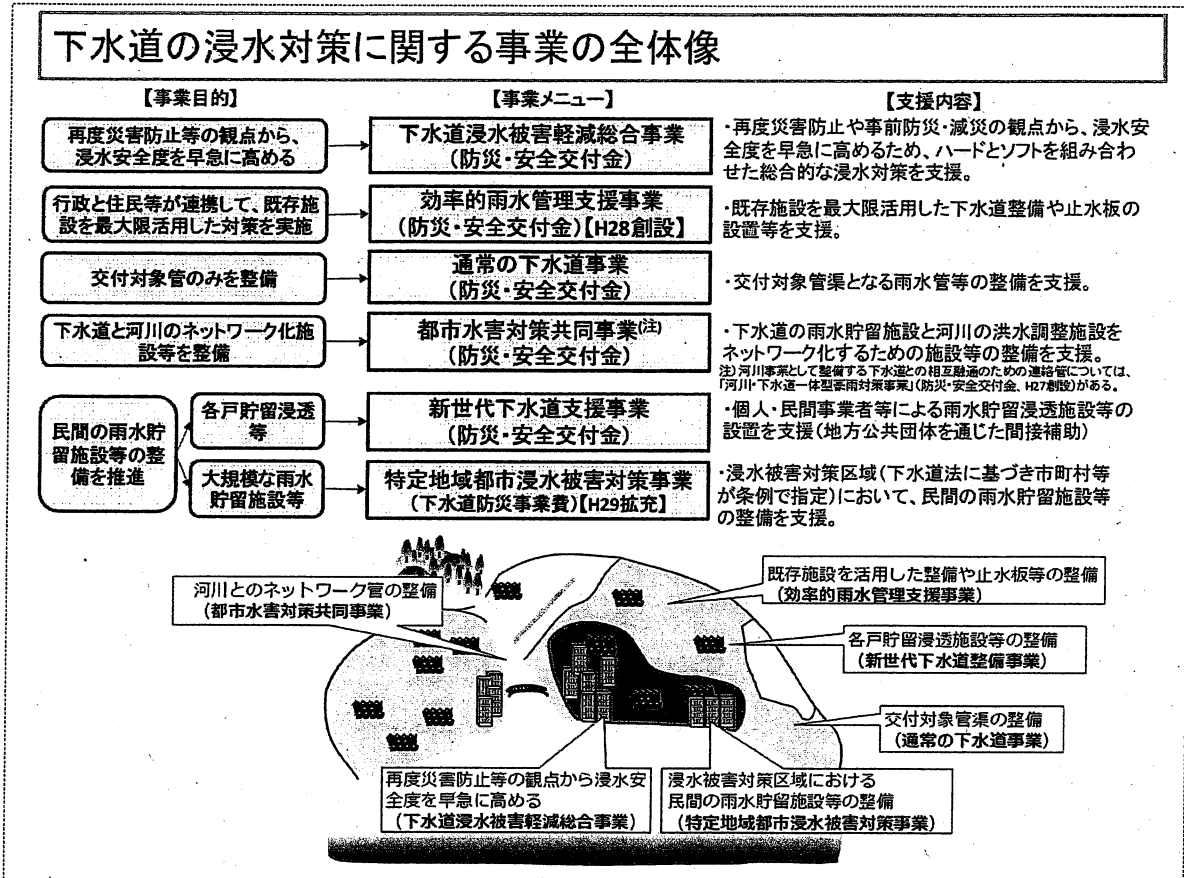 下水道の浸水対策に関する事業の全体像
【事業目的】
【事業メニュー】
【支援内容】
再度災害防止等の観点から、
浸水安全度を早急に高める
下水道浸水被害軽減総合事業
(防災・安全交付金)
・再度災害防止や事前防災・減災の観点から、浸水安
全度を早急に高めるため、ハードとソフトを組み合わ
せた総合的な浸水対策を支援。
行政と住民等が連携して、既存施
設を最大限活用した対策を実施
効率的雨水管理支援事業
(防災・安全交付金)【H28創設】
・既存施設を最大限活用した下水道整備や止水板の
設置等を支援。
交付対象管のみを整備
通常の下水道事業
(防災・安全交付金)
・交付対象管渠となる雨水管等の整備を支援。
下水道と河川のネットワーク化施
設等を整備
都市水害対策共同事業(注)
(防災・安全交付金)
・下水道の雨水貯留施設と河川の洪水調整施設を
ネットワーク化するための施設等の整備を支援。
注)河川事業として整備する下水道との相互融通のための連絡管については、
「河川・下水道一体型豪雨対策事業」(防災・安全交付金、H27創設)がある。
民間の雨水貯
留施設等の整
備を推進
各戸貯留浸透
等
新世代下水道支援事業
(防災・安全交付金)
・個人・民間事業者等による雨水貯留浸透施設等の
設置を支援(地方公共団体を通じた間接補助)
大規模な雨水
貯留施設等
特定地域都市浸水被害対策事業
(下水道防災事業費)【H29拡充】
・浸水被害対策区域(下水道法に基づき市町村等
が条例で指定)において、民間の雨水貯留施設等
の整備を支援。
河川とのネットワーク管の整備
(都市水害対策共同事業)
既存施設を活用した整備や止水板等の整備
(効率的雨水管理支援事業)
各戸貯留浸透施設等の整備
(新世代下水道整備事業)
交付対象管渠の整備
(通常の下水道事業)
再度災害防止等の観点から浸水安
全度を早急に高める
(下水道浸水被害軽減総合事業)
浸水被害対策区域における
民間の雨水貯留施設等の整備
(特定地域都市浸水被害対策事業)